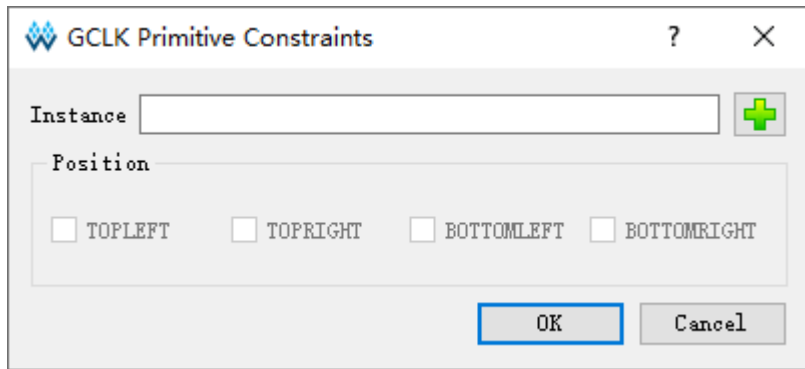 GCLK Primitive Constraints ?
Instance
Position
TOPLEFT TOPRIGHT BOTTOMLEFT BOTTOMRIGHT
OK Cancel